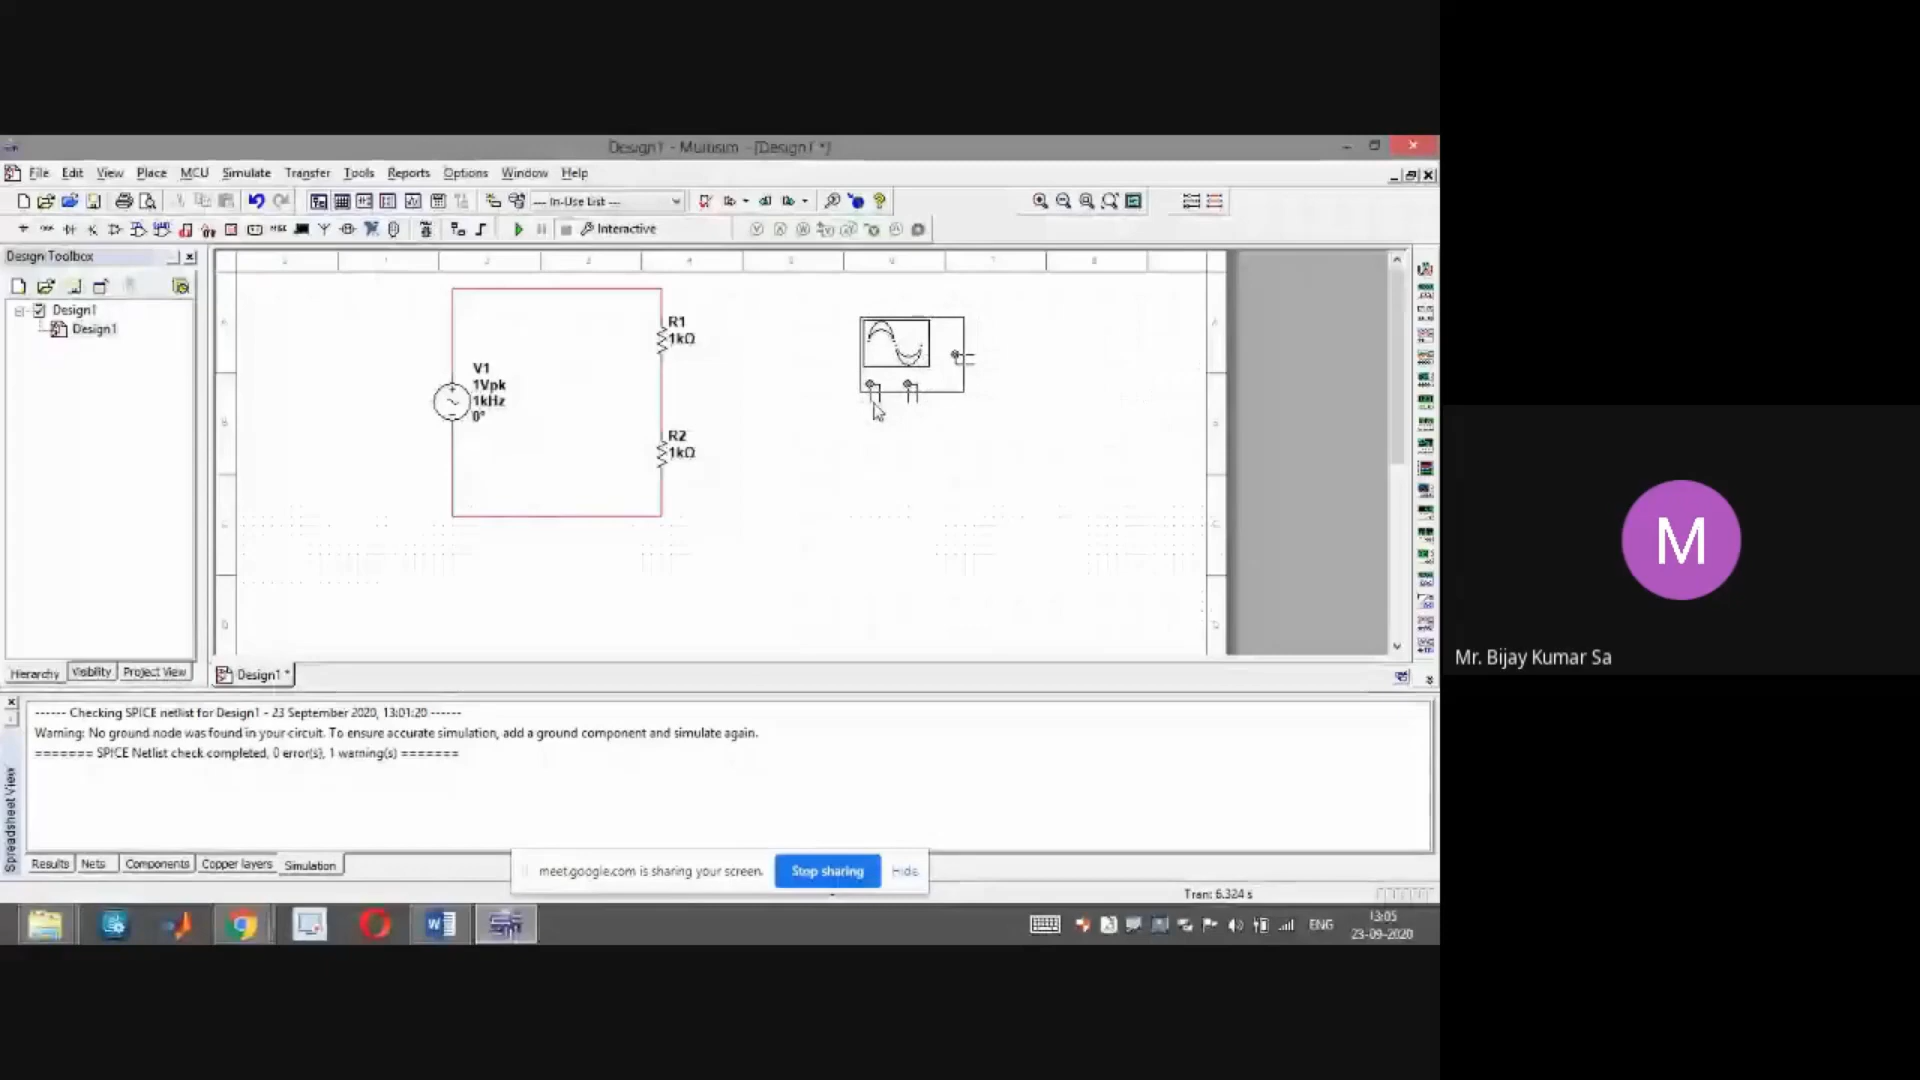 Design1 - Multisim - [Design1 *]
File Edit View Place MCU Simulate Transfer Tools Reports Options Window Help
--- In-Use List ---
Interactive
Design Toolbox
Design1
Design1
R1
1kΩ
V1
1Vpk
1kHz
0°
R2
1kΩ
M
Mr. Bijay Kumar Sa
Hierarchy Visibility Project View
Design1 *
------ Checking SPICE netlist for Design1 - 23 September 2020, 13:01:20 ------
Warning: No ground node was found in your circuit. To ensure accurate simulation, add a ground component and simulate again.
======= SPICE Netlist check completed, 0 error(s), 1 warning(s) =======
Spreadsheet View
Results Nets Components Copper layers Simulation
meet.google.com is sharing your screen. Stop sharing Hide
Tran: 6.324 s
ENG
13:05
23-09-2020